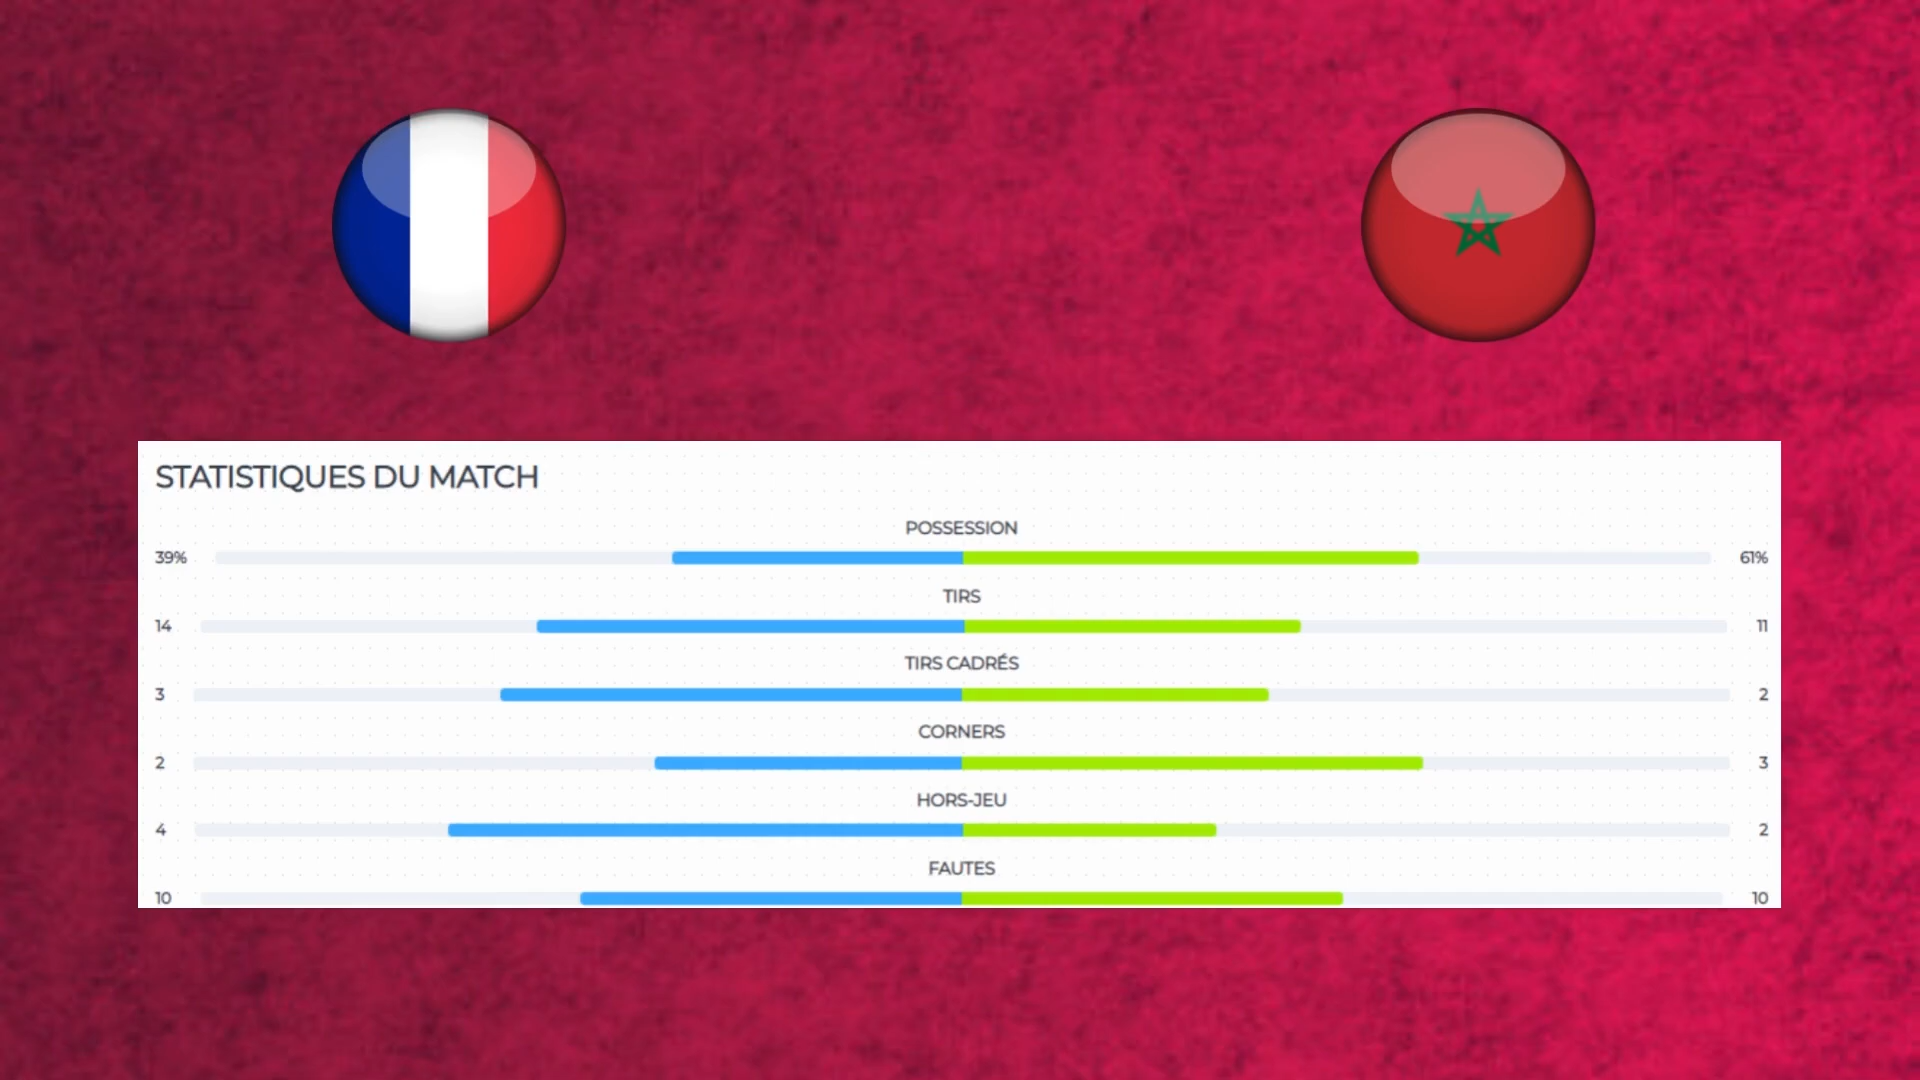 STATISTIQUES DU MATCH
POSSESSION
39% 61%
TIRS
14 11
TIRS CADRÉS
3 2
CORNERS
2 3
HORS-JEU
4 2
FAUTES
10 10